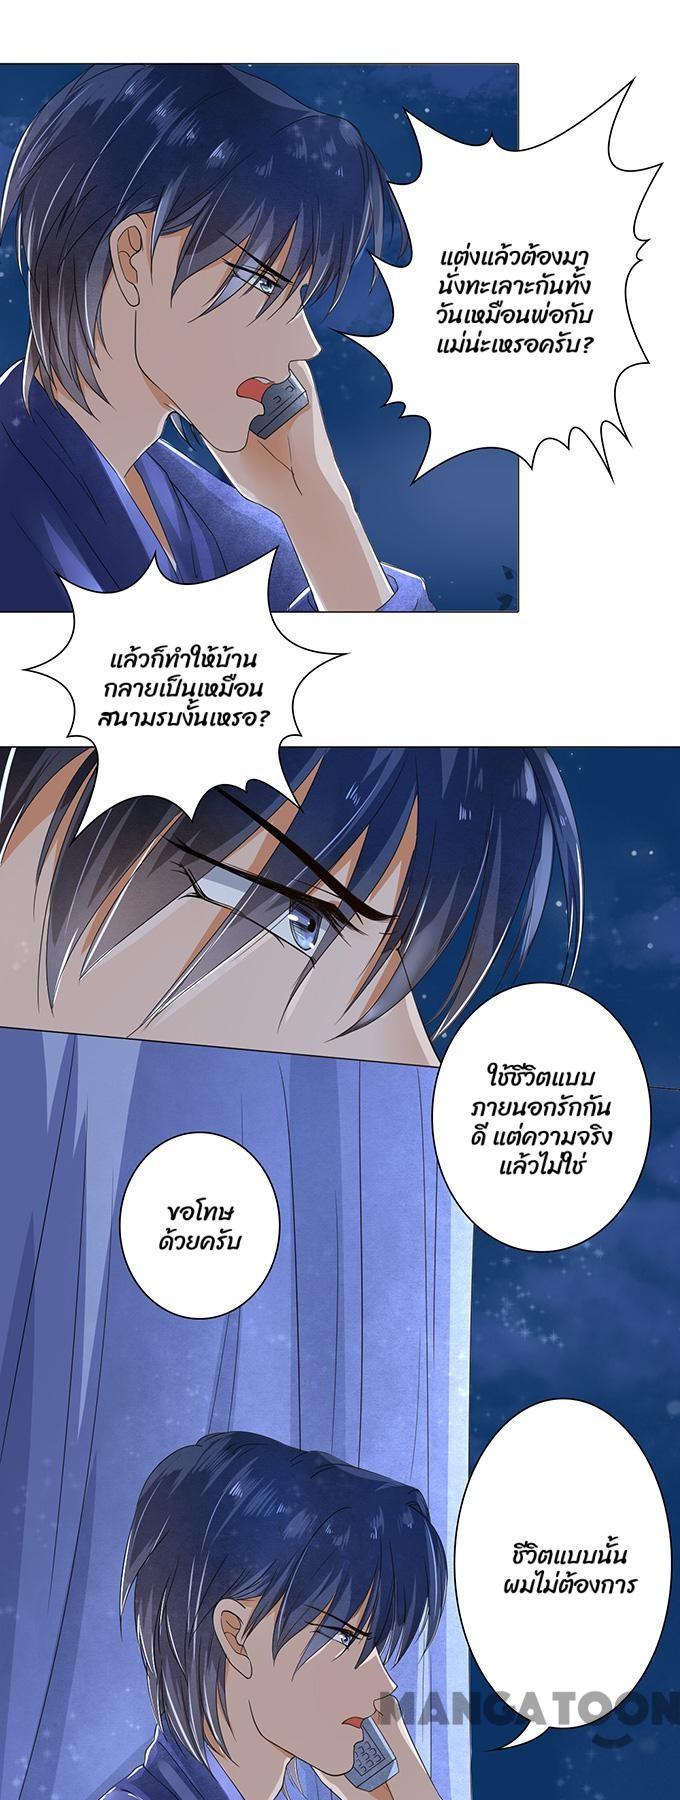 แต่งแล้วต้องมา
นั่งทะเลาะกันทั้ง
วันเหมือนพ่อกับ
แม่น่ะเหรอครับ?
แล้วก็ทำให้บ้าน
กลายเป็นเหมือน
สนามรบงั้นเหรอ?
ใช้ชีวิตแบบ
ภายนอกรักกัน
ดี แต่ความจริง
แล้วไม่ใช่
ขอโทษ
ด้วยครับ
ชีวิตแบบนั้น
ผมไม่ต้องการ
MANGATOON